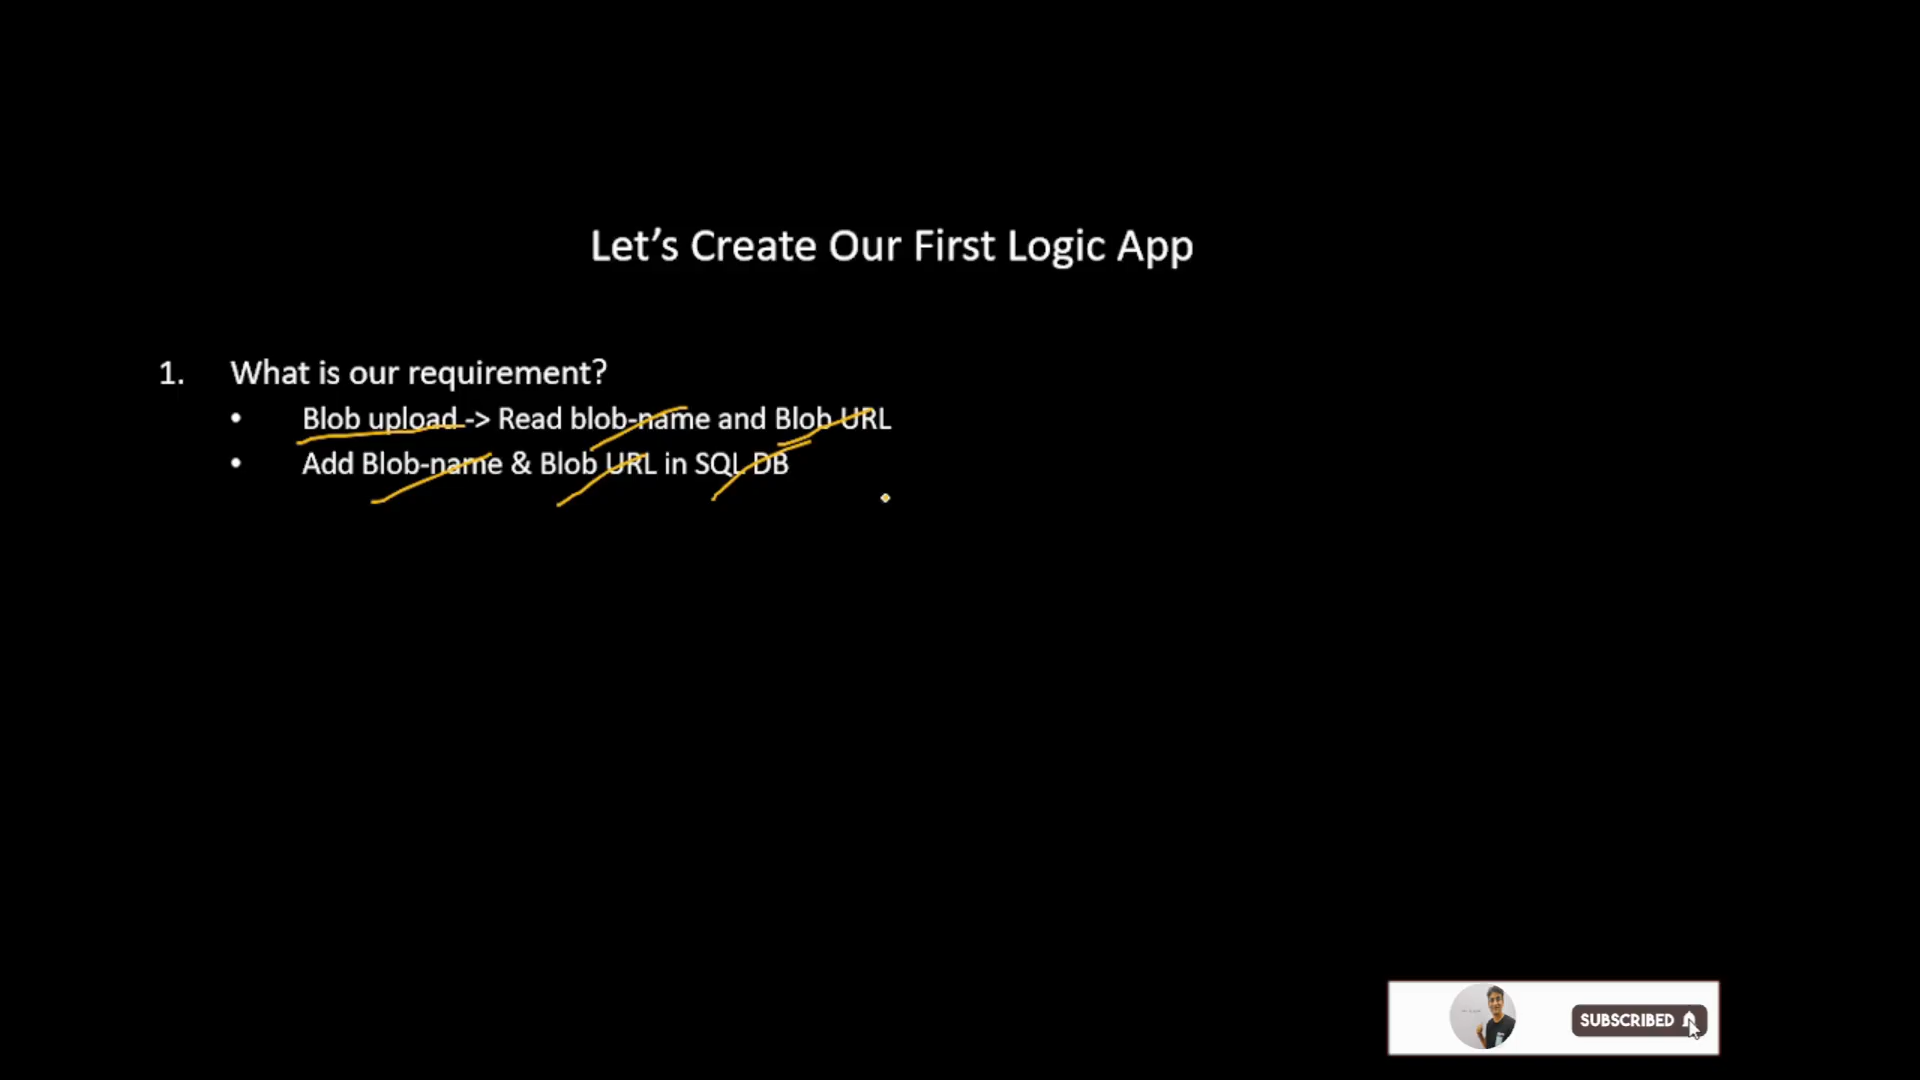 Let’s Create Our First Logic App
1. What is our requirement?
• Blob upload -> Read blob-name and Blob URL
• Add Blob-name & Blob URL in SQL DB
SUBSCRIBED